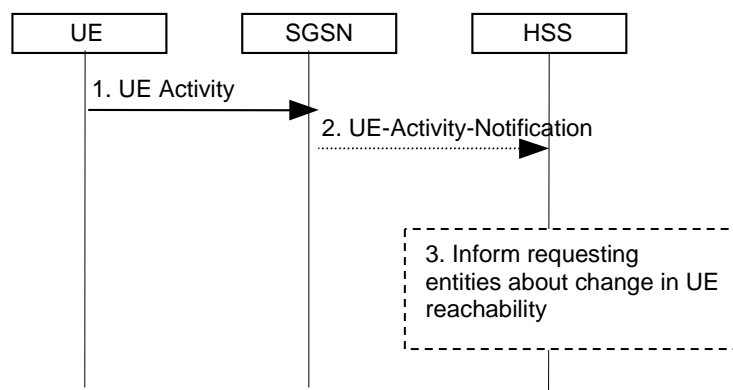 UE
SGSN
HSS
1. UE Activity
2. UE-Activity-Notification
3. Inform requesting
entities about change in UE
reachability